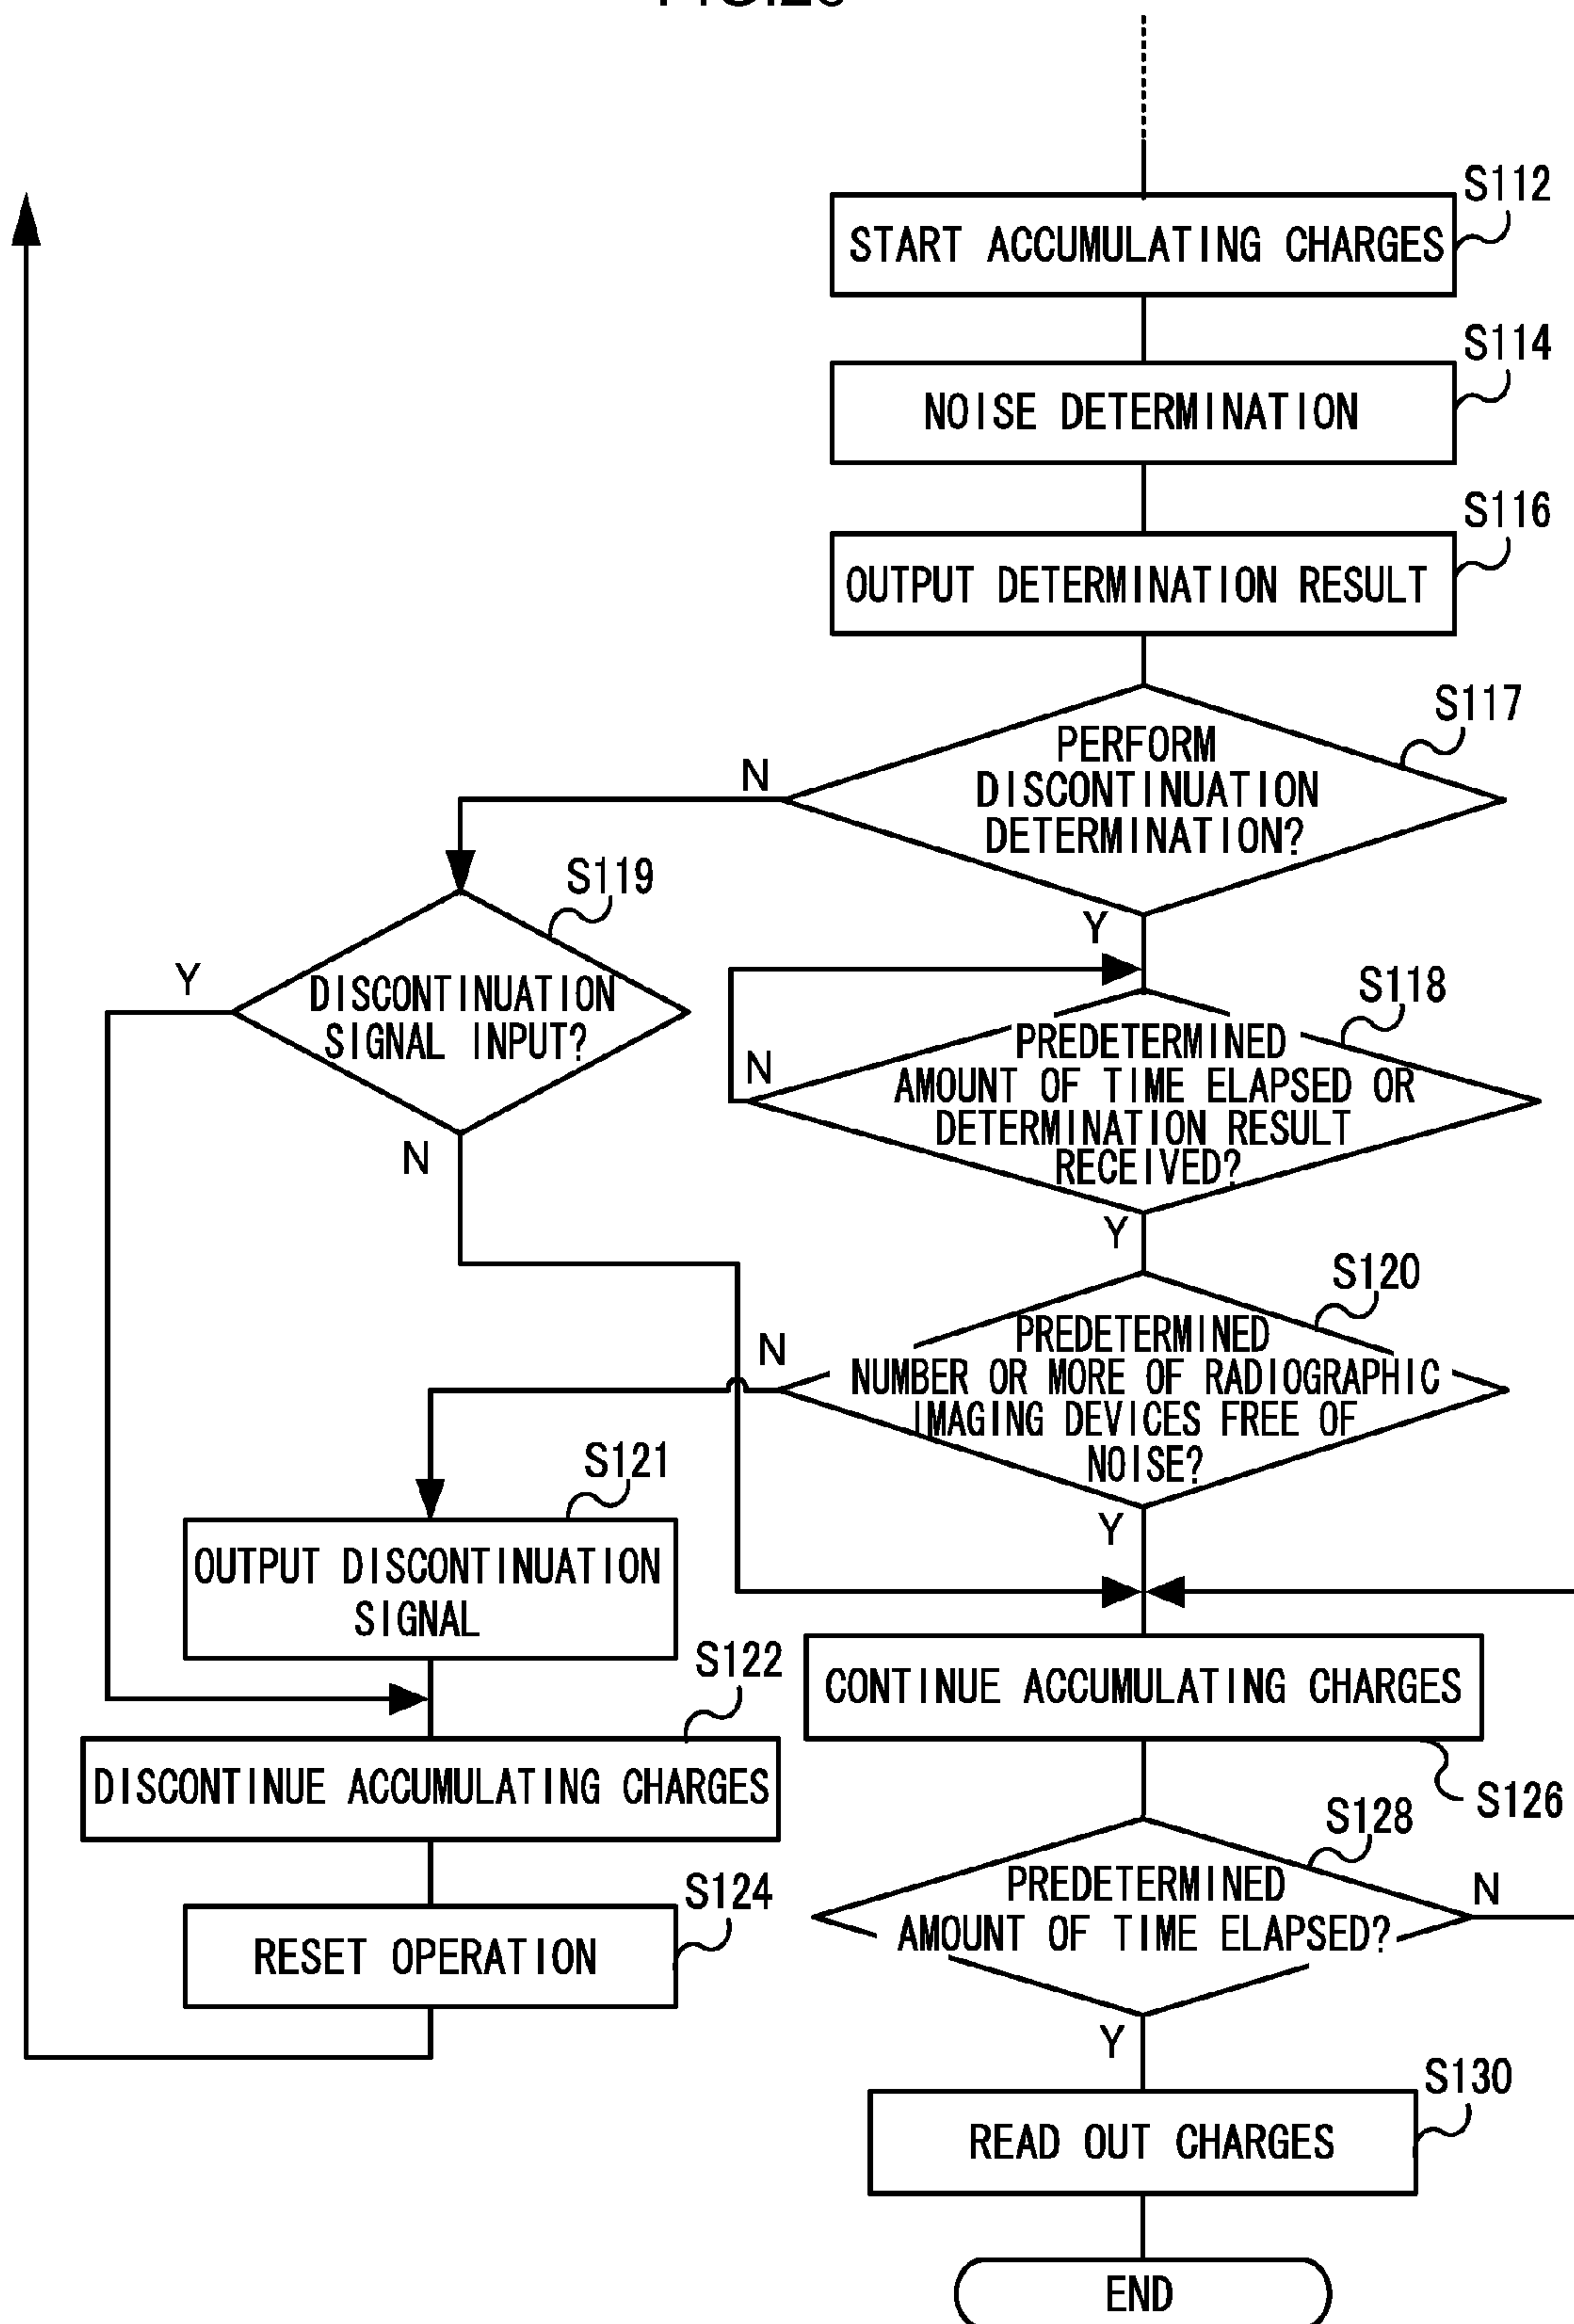 S112
START ACCUMULATING CHARGES
S114
NOISE DETERMINATION
S116
OUTPUT DETERMINATION RESULT
S117
PERFORM
DISCONTINUATION
DETERMINATION?
N
Y
S119
DISCONTINUATION
SIGNAL INPUT?
Y
N
S118
PREDETERMINED
AMOUNT OF TIME ELAPSED OR
DETERMINATION RESULT
RECEIVED?
N
Y
S120
PREDETERMINED
NUMBER OR MORE OF RADIOGRAPHIC
IMAGING DEVICES FREE OF
NOISE?
N
Y
S121
OUTPUT DISCONTINUATION
SIGNAL
S122
DISCONTINUE ACCUMULATING CHARGES
S124
RESET OPERATION
CONTINUE ACCUMULATING CHARGES
S126
S128
PREDETERMINED
AMOUNT OF TIME ELAPSED?
N
Y
S130
READ OUT CHARGES
END